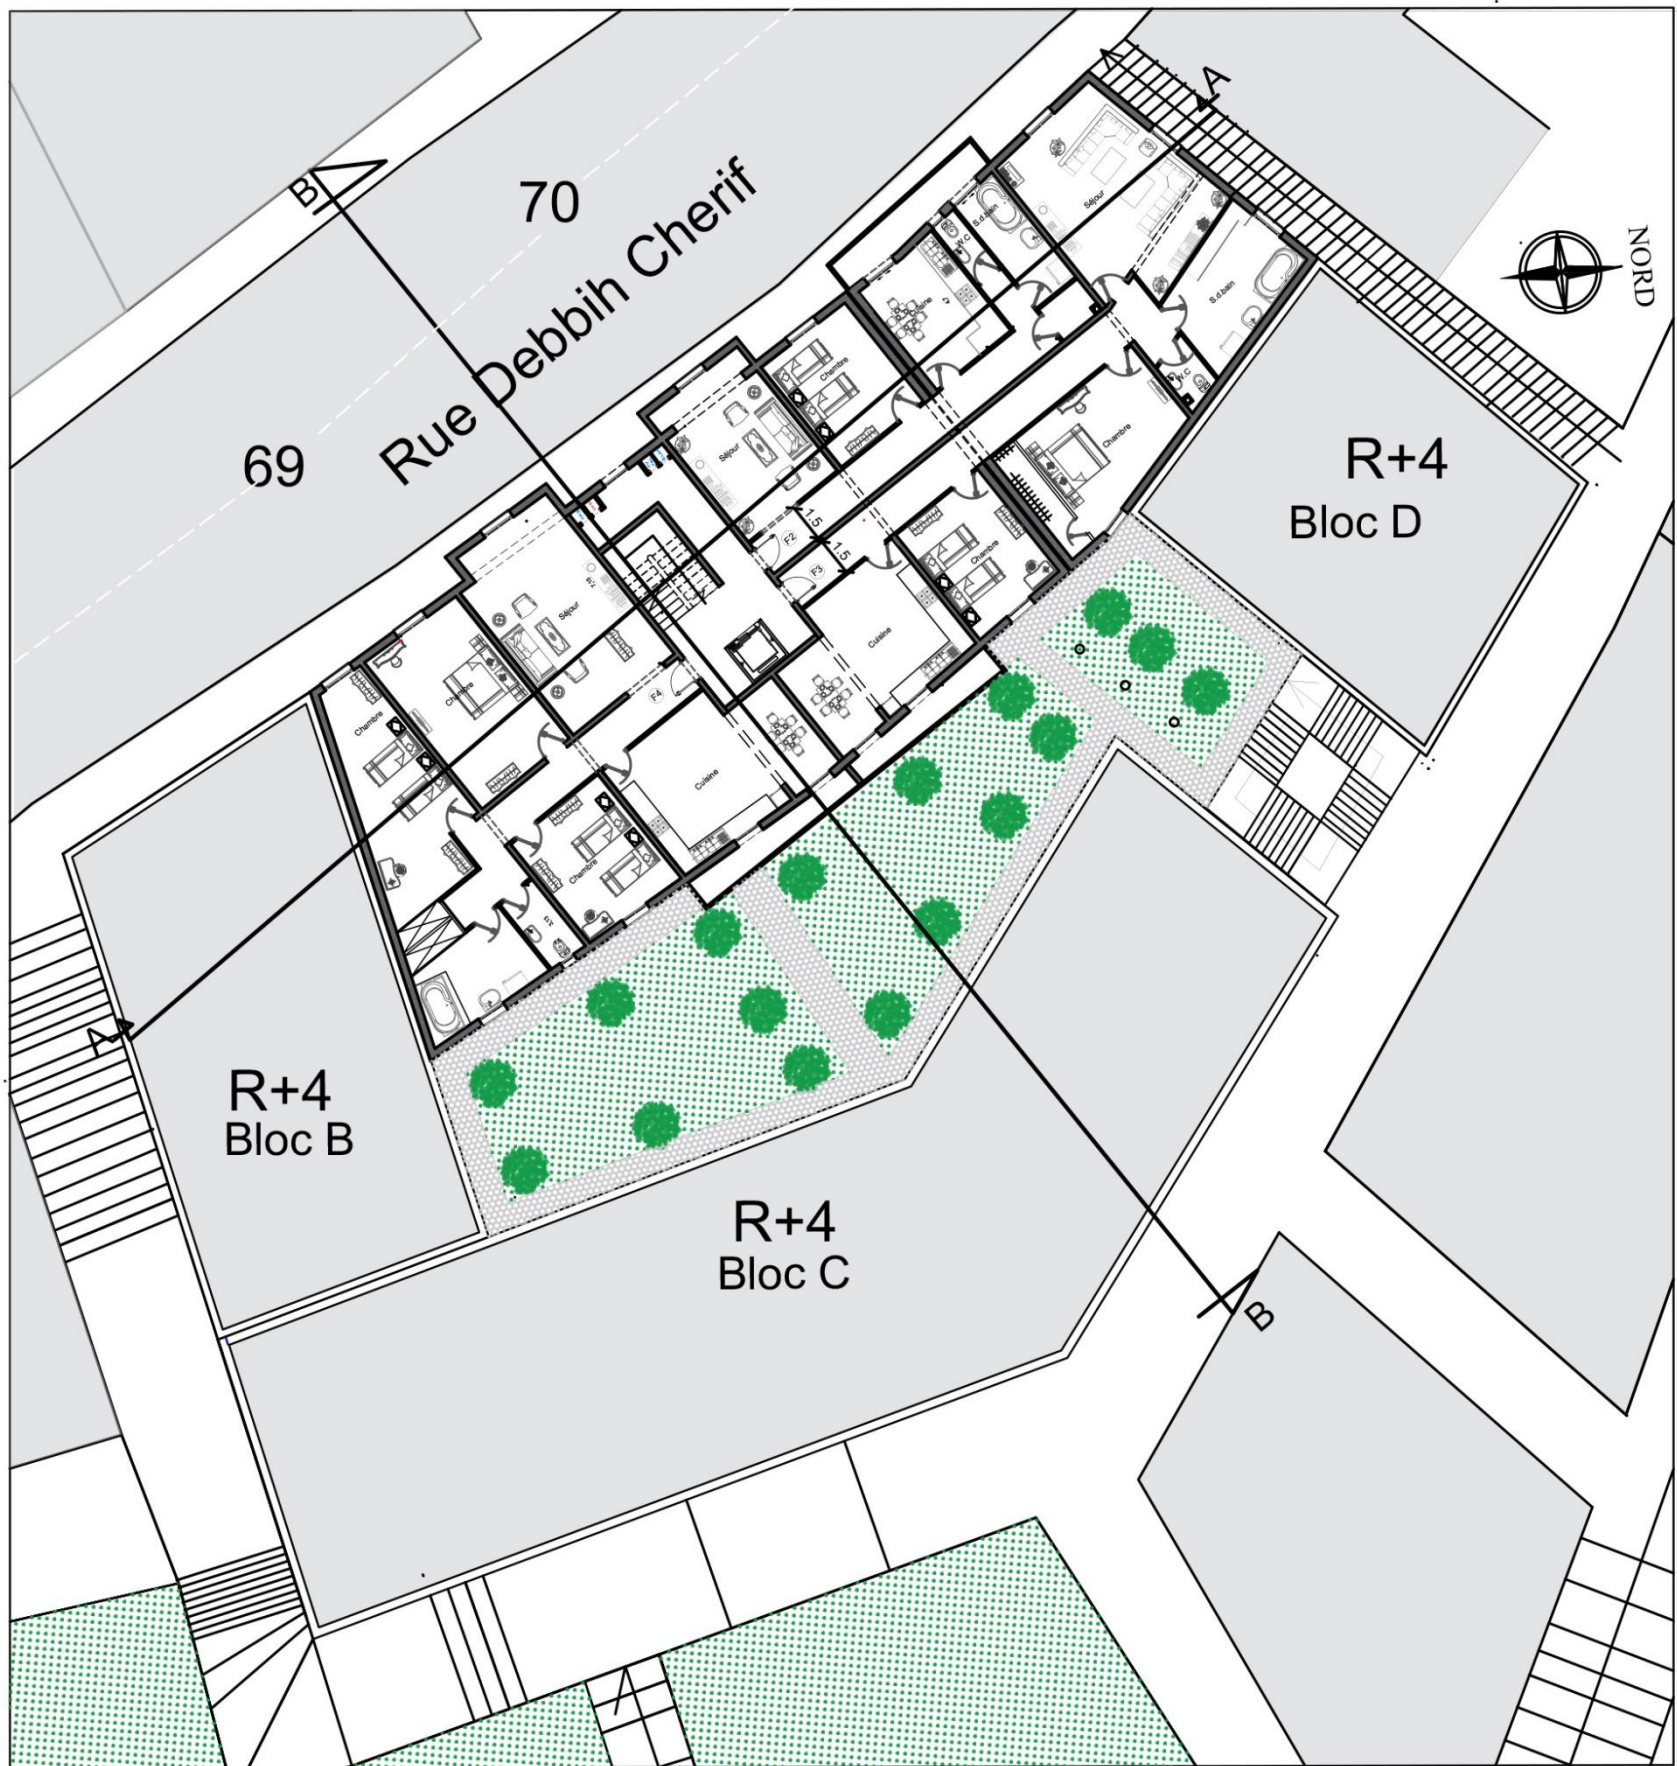 70
Rue Debbih Cherif
69
B
A
A
NORD
Séjour
S.d.bain
W.C
Cuisine
S.d.bain
W.C
Chambre
Chambre
Séjour
1.5
1.5
F2
F3
Chambre
Cuisine
Séjour
F4
Chambre
Chambre
Cuisine
Chambre
R+4
Bloc D
A
A
R+4
Bloc B
R+4
Bloc C
B